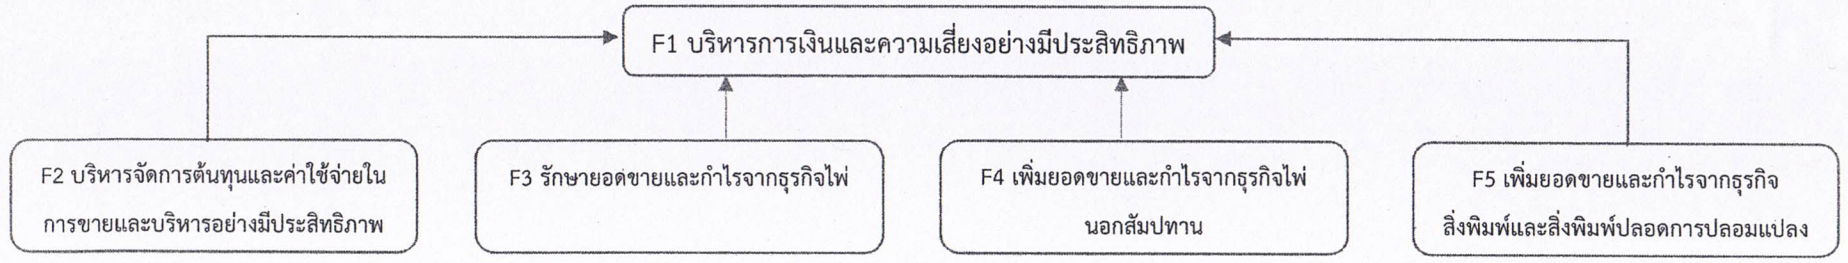 F1 บริหารการเงินและความเสี่ยงอย่างมีประสิทธิภาพ
F2 บริหารจัดการต้นทุนและค่าใช้จ่ายใน
การขายและบริหารอย่างมีประสิทธิภาพ
F3 รักษายอดขายและกำไรจากธุรกิจไพ่
F4 เพิ่มยอดขายและกำไรจากธุรกิจไพ่
นอกสัมปทาน
F5 เพิ่มยอดขายและกำไรจากธุรกิจ
สิ่งพิมพ์และสิ่งพิมพ์ปลอดการปลอมแปลง